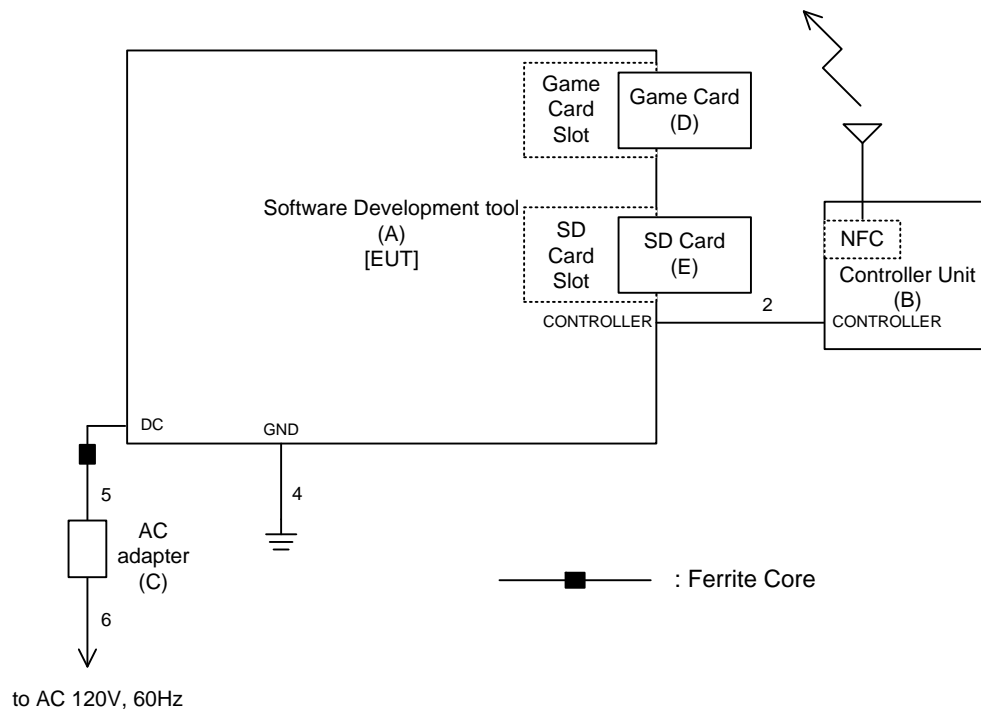 Game
Card
Slot
Game Card
(D)
Software Development tool
(A)
[EUT]
SD
Card
Slot
SD Card
(E)
NFC
Controller Unit
(B)
CONTROLLER
2
CONTROLLER
DC
GND
5
4
AC
adapter
(C)
: Ferrite Core
6
to AC 120V, 60Hz